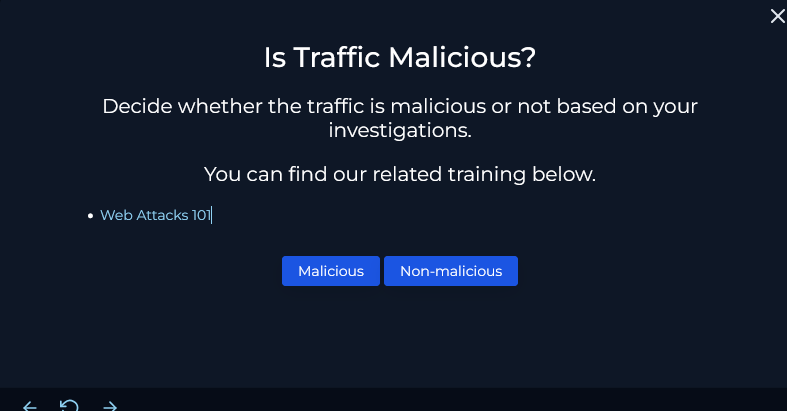 Is Traffic Malicious?
Decide whether the traffic is malicious or not based on your
investigations.
You can find our related training below.
• Web Attacks 101
Malicious Non-malicious